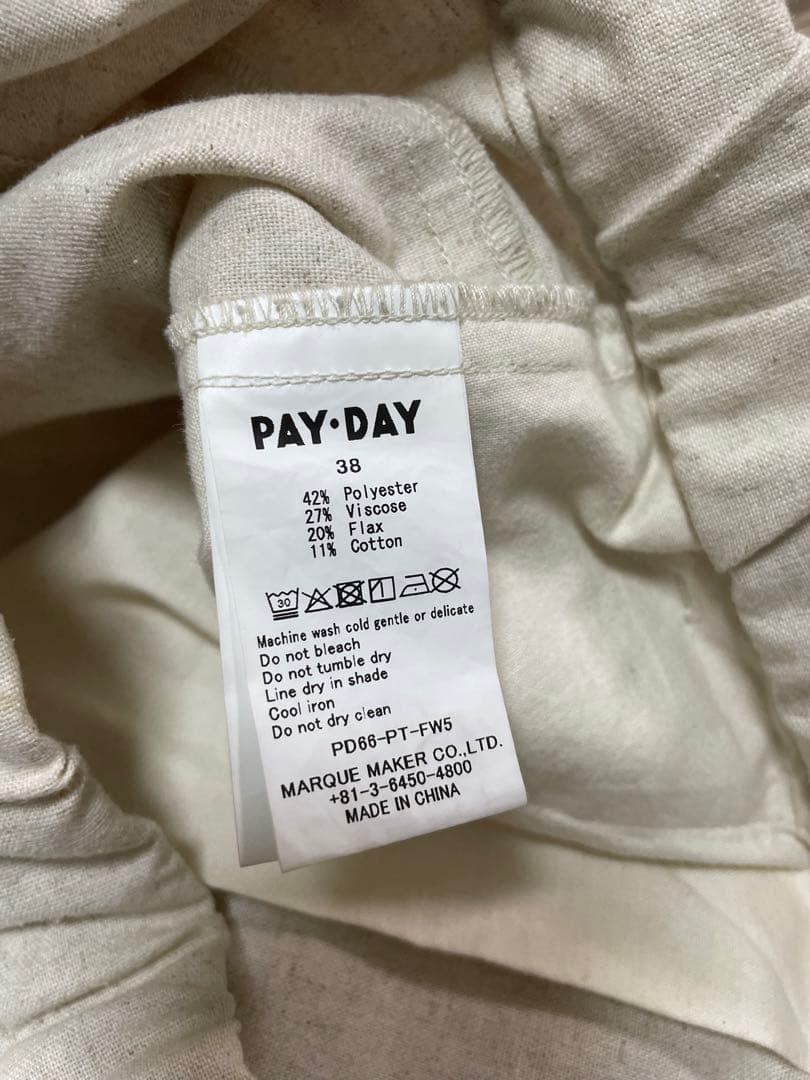 PAY·DAY
38
42% Polyester
27% Viscose
20% Flax
11% Cotton
30
Machine wash cold gentle or delicate
Do not bleach
Do not tumble dry
Line dry in shade
Cool iron
Do not dry clean
PD66-PT-FW5
MARQUE MAKER CO.,LTD.
+81-3-6450-4800
MADE IN CHINA